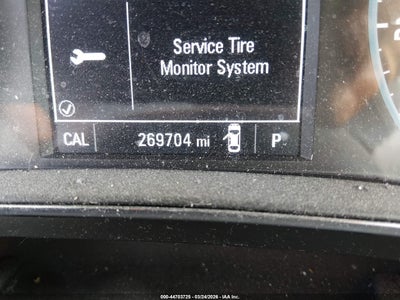 Service Tire
Monitor System
CAL 269704 mi P
000-44703725 - 03/24/2026 - IAA Inc.